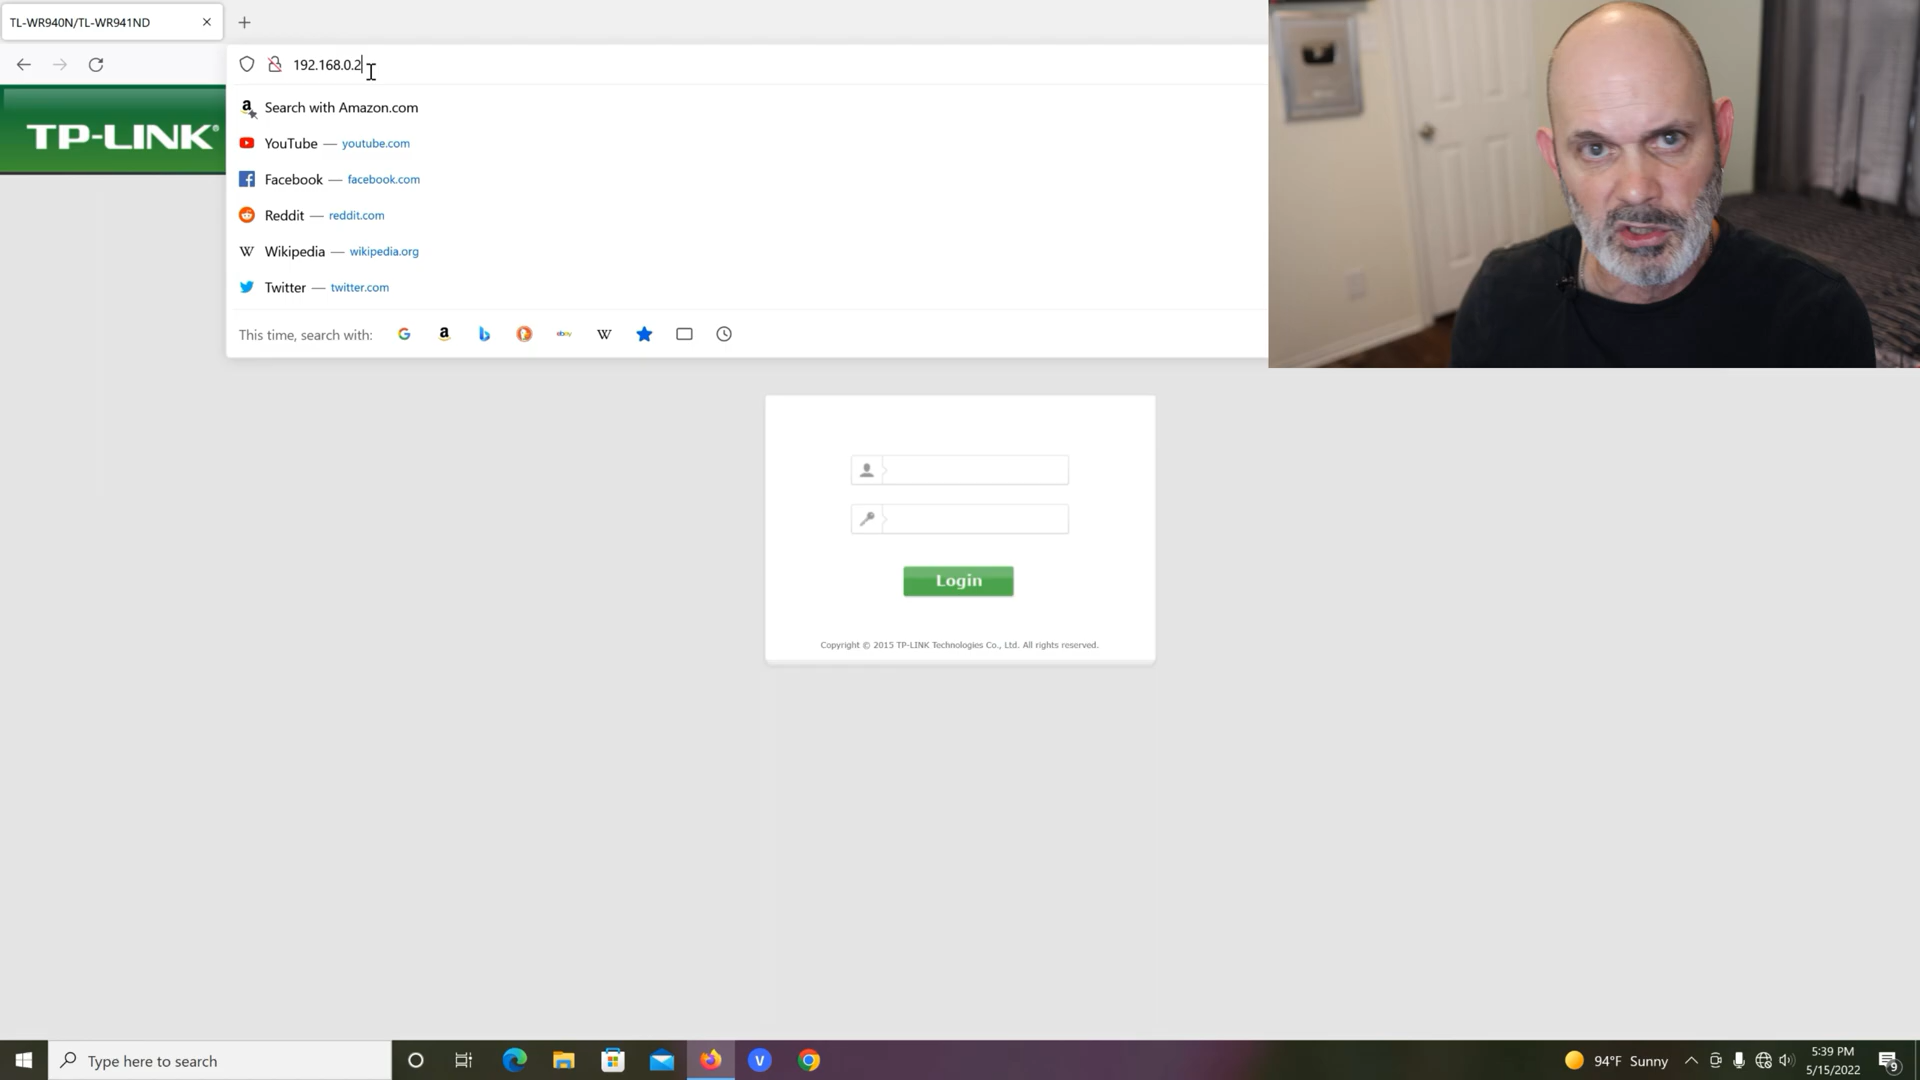 TL-WR940N/TL-WR941ND
192.168.0.2
TP-LINK®
Search with Amazon.com
YouTube — youtube.com
Facebook — facebook.com
Reddit — reddit.com
Wikipedia — wikipedia.org
Twitter — twitter.com
This time, search with:
Login
Copyright © 2015 TP-LINK Technologies Co., Ltd. All rights reserved.
Type here to search
94°F Sunny
5:39 PM
5/15/2022
9